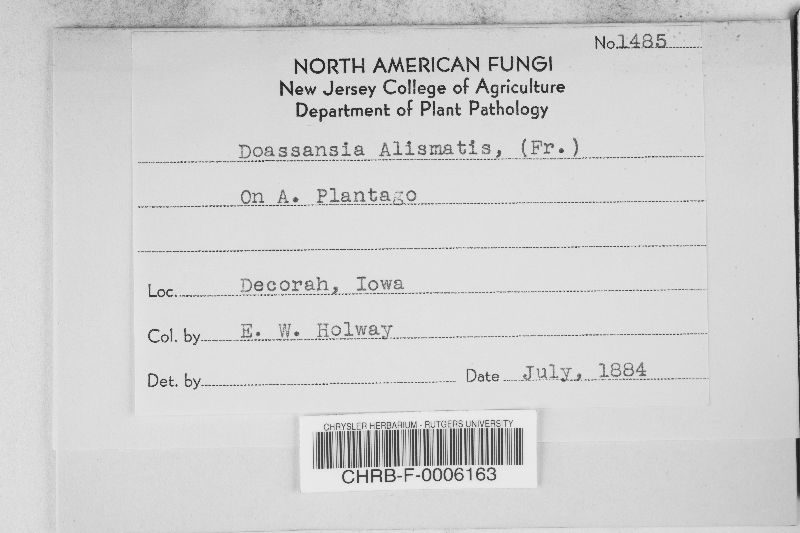 No. 1485
NORTH AMERICAN FUNGI
New Jersey College of Agriculture
Department of Plant Pathology
Doassansia Alismatis, (Fr.)
On A. Plantago
Loc. Decorah, Iowa
Col. by E. W. Holway
Det. by
Date July, 1884
CHRYSLER HERBARIUM - RUTGERS UNIVERSITY
CHRB-F-0006163